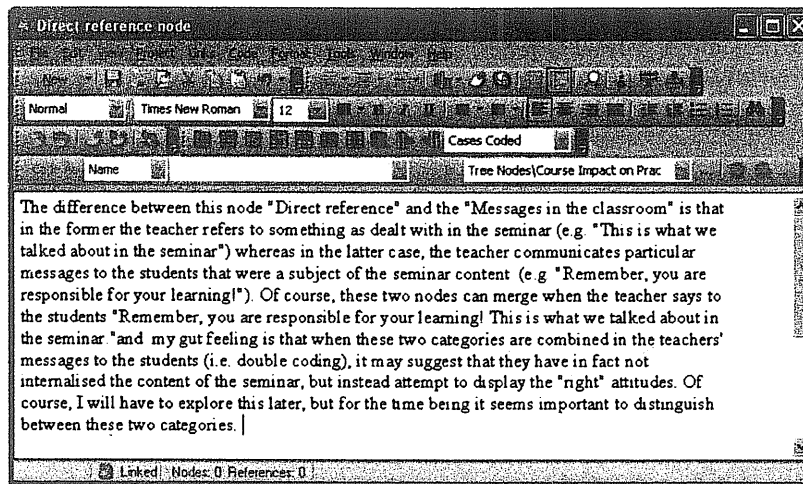 Direct reference node
New
Normal Times New Roman 12
Cases Coded
Name Tree Nodes\Course Impact on Prac
The difference between this node "Direct reference" and the "Messages in the classroom" is that
in the former the teacher refers to something as dealt with in the seminar (e.g. "This is what we
talked about in the seminar") whereas in the latter case, the teacher communicates particular
messages to the students that were a subject of the seminar content (e.g "Remember, you are
responsible for your learning!"). Of course, these two nodes can merge when the teacher says to
the students "Remember, you are responsible for your learning! This is what we talked about in
the seminar."and my gut feeling is that when these two categories are combined in the teachers'
messages to the students (i.e. double coding), it may suggest that they have in fact not
internalised the content of the seminar, but instead attempt to display the "right" attitudes. Of
course, I will have to explore this later, but for the time being it seems important to distinguish
between these two categories.
Linked Nodes: 0 References: 0